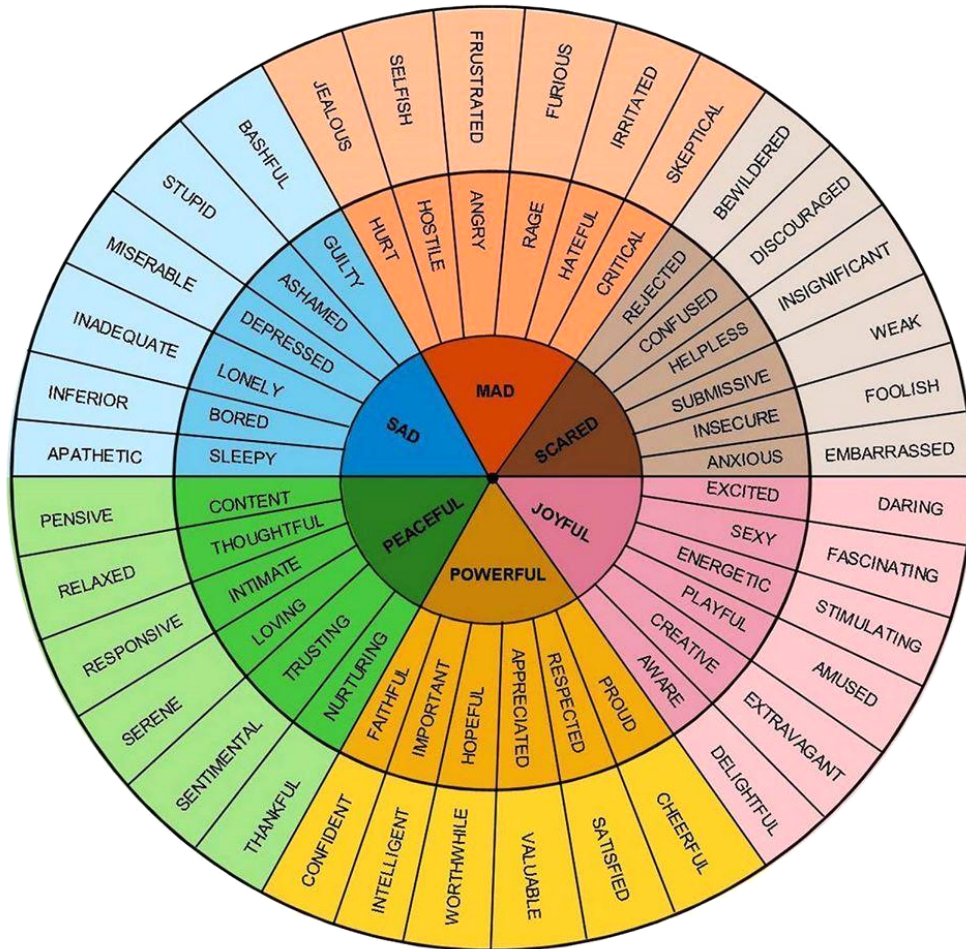 MAD
SCARED
JOYFUL
POWERFUL
PEACEFUL
SAD
HURT
HOSTILE
ANGRY
RAGE
HATEFUL
CRITICAL
REJECTED
CONFUSED
HELPLESS
SUBMISSIVE
INSECURE
ANXIOUS
EXCITED
SEXY
ENERGETIC
PLAYFUL
CREATIVE
AWARE
PROUD
RESPECTED
APPRECIATED
HOPEFUL
IMPORTANT
FAITHFUL
NURTURING
TRUSTING
LOVING
INTIMATE
THOUGHTFUL
CONTENT
SLEEPY
BORED
LONELY
DEPRESSED
ASHAMED
GUILTY
JEALOUS
SELFISH
FRUSTRATED
FURIOUS
IRRITATED
SKEPTICAL
BEWILDERED
DISCOURAGED
INSIGNIFICANT
WEAK
FOOLISH
EMBARRASSED
DARING
FASCINATING
STIMULATING
AMUSED
EXTRAVAGANT
DELIGHTFUL
CHEERFUL
SATISFIED
VALUABLE
WORTHWHILE
INTELLIGENT
CONFIDENT
THANKFUL
SENTIMENTAL
SERENE
RESPONSIVE
RELAXED
PENSIVE
APATHETIC
INFERIOR
INADEQUATE
MISERABLE
STUPID
BASHFUL